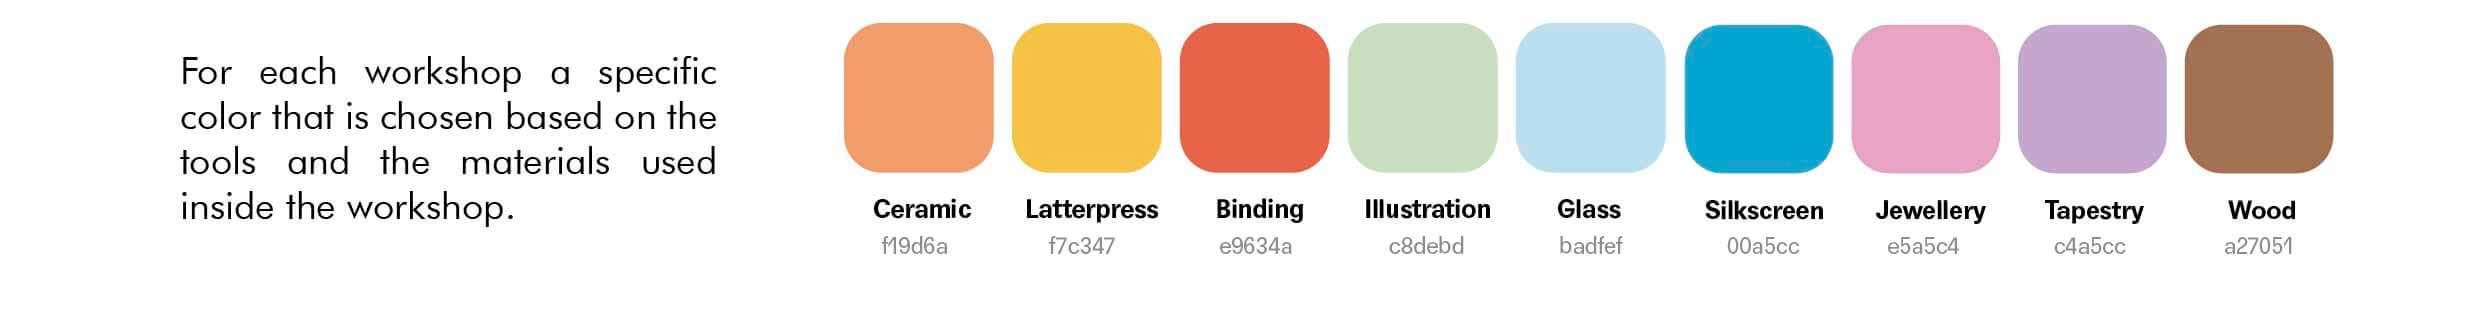 For each workshop a specific
color that is chosen based on the
tools and the materials used
inside the workshop.
Ceramic
f19d6a
Latterpress
f7c347
Binding
e9634a
Illustration
c8debd
Glass
badfef
Silkscreen
00a5cc
Jewellery
e5a5c4
Tapestry
c4a5cc
Wood
a27051